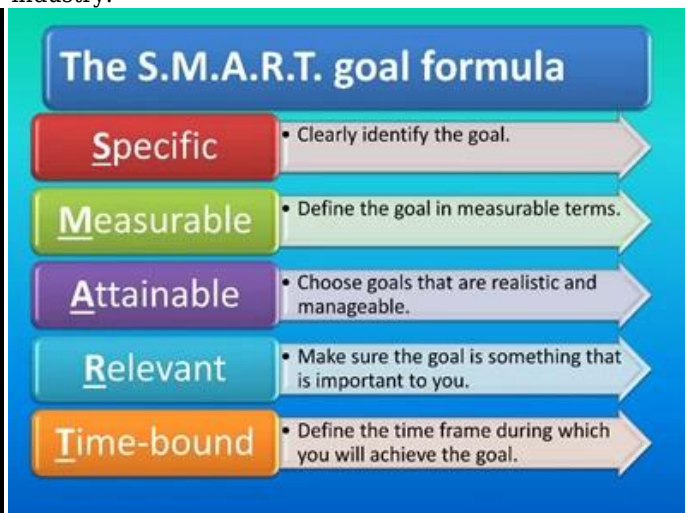 industry.
The S.M.A.R.T. goal formula
Specific
• Clearly identify the goal.
Measurable
• Define the goal in measurable terms.
Attainable
• Choose goals that are realistic and
manageable.
Relevant
• Make sure the goal is something that
is important to you.
Time-bound
• Define the time frame during which
you will achieve the goal.